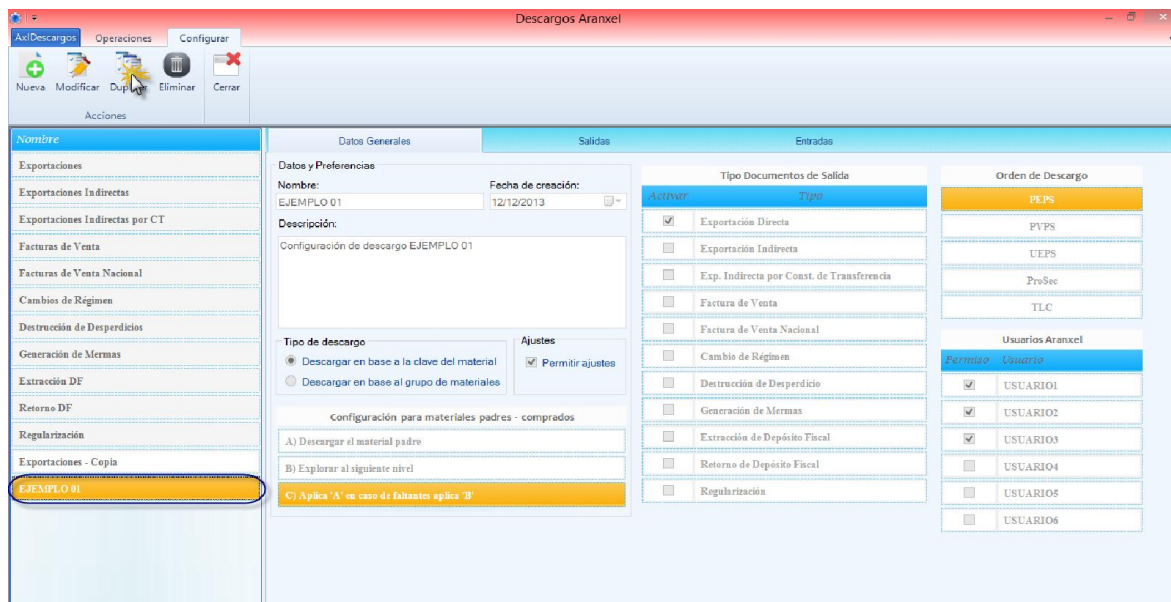 Descargos Aranxel
AxlDescargos Operaciones Configurar
Nueva Modificar Duplicar Eliminar Cerrar
Acciones
Nombre
Exportaciones
Exportaciones Indirectas
Exportaciones Indirectas por CT
Facturas de Venta
Facturas de Venta Nacional
Cambios de Régimen
Destrucción de Desperdicios
Generación de Mermas
Extracción DF
Retorno DF
Regularización
Exportaciones - Copia
EJEMPLO 01
Datos Generales Salidas Entradas
Datos y Preferencias
Nombre: Fecha de creación:
EJEMPLO 01 12/12/2013
Descripción:
Configuración de descargo EJEMPLO 01
Tipo de descargo
Descargar en base a la clave del material
Descargar en base al grupo de materiales
Ajustes
Permitir ajustes
Configuración para materiales padres - comprados
A) Descargar el material padre
B) Explorar al siguiente nivel
C) Aplica 'A' en caso de faltantes aplica 'B'
Tipo Documentos de Salida
Activar Tipo
Exportación Directa
Exportación Indirecta
Exp. Indirecta por Const. de Transferencia
Factura de Venta
Factura de Venta Nacional
Cambio de Régimen
Destrucción de Desperdicio
Generación de Mermas
Extracción de Depósito Fiscal
Retorno de Depósito Fiscal
Regularización
Orden de Descargo
PEPS
PVPS
UEPS
ProSec
TLC
Usuarios Aranxel
Permiso Usuario
USUARIO1
USUARIO2
USUARIO3
USUARIO4
USUARIO5
USUARIO6